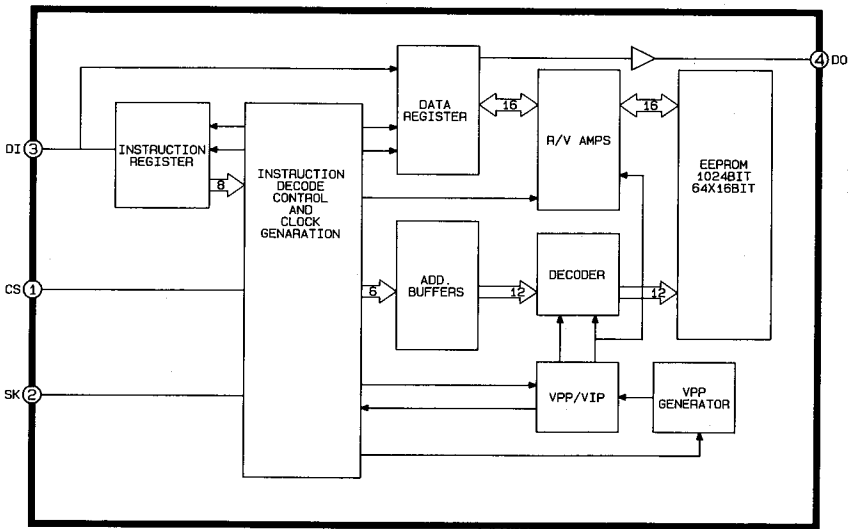 4 DO
DATA
REGISTER
16
R/V AMPS
16
EEPROM
1024BIT
64X16BIT
DI 3
INSTRUCTION
REGISTER
8
INSTRUCTION
DECODE
CONTROL
AND
CLOCK
GENARATION
CS 1
6
ADD.
BUFFERS
12
DECODER
12
SK 2
VPP/VIP
VPP
GENERATOR